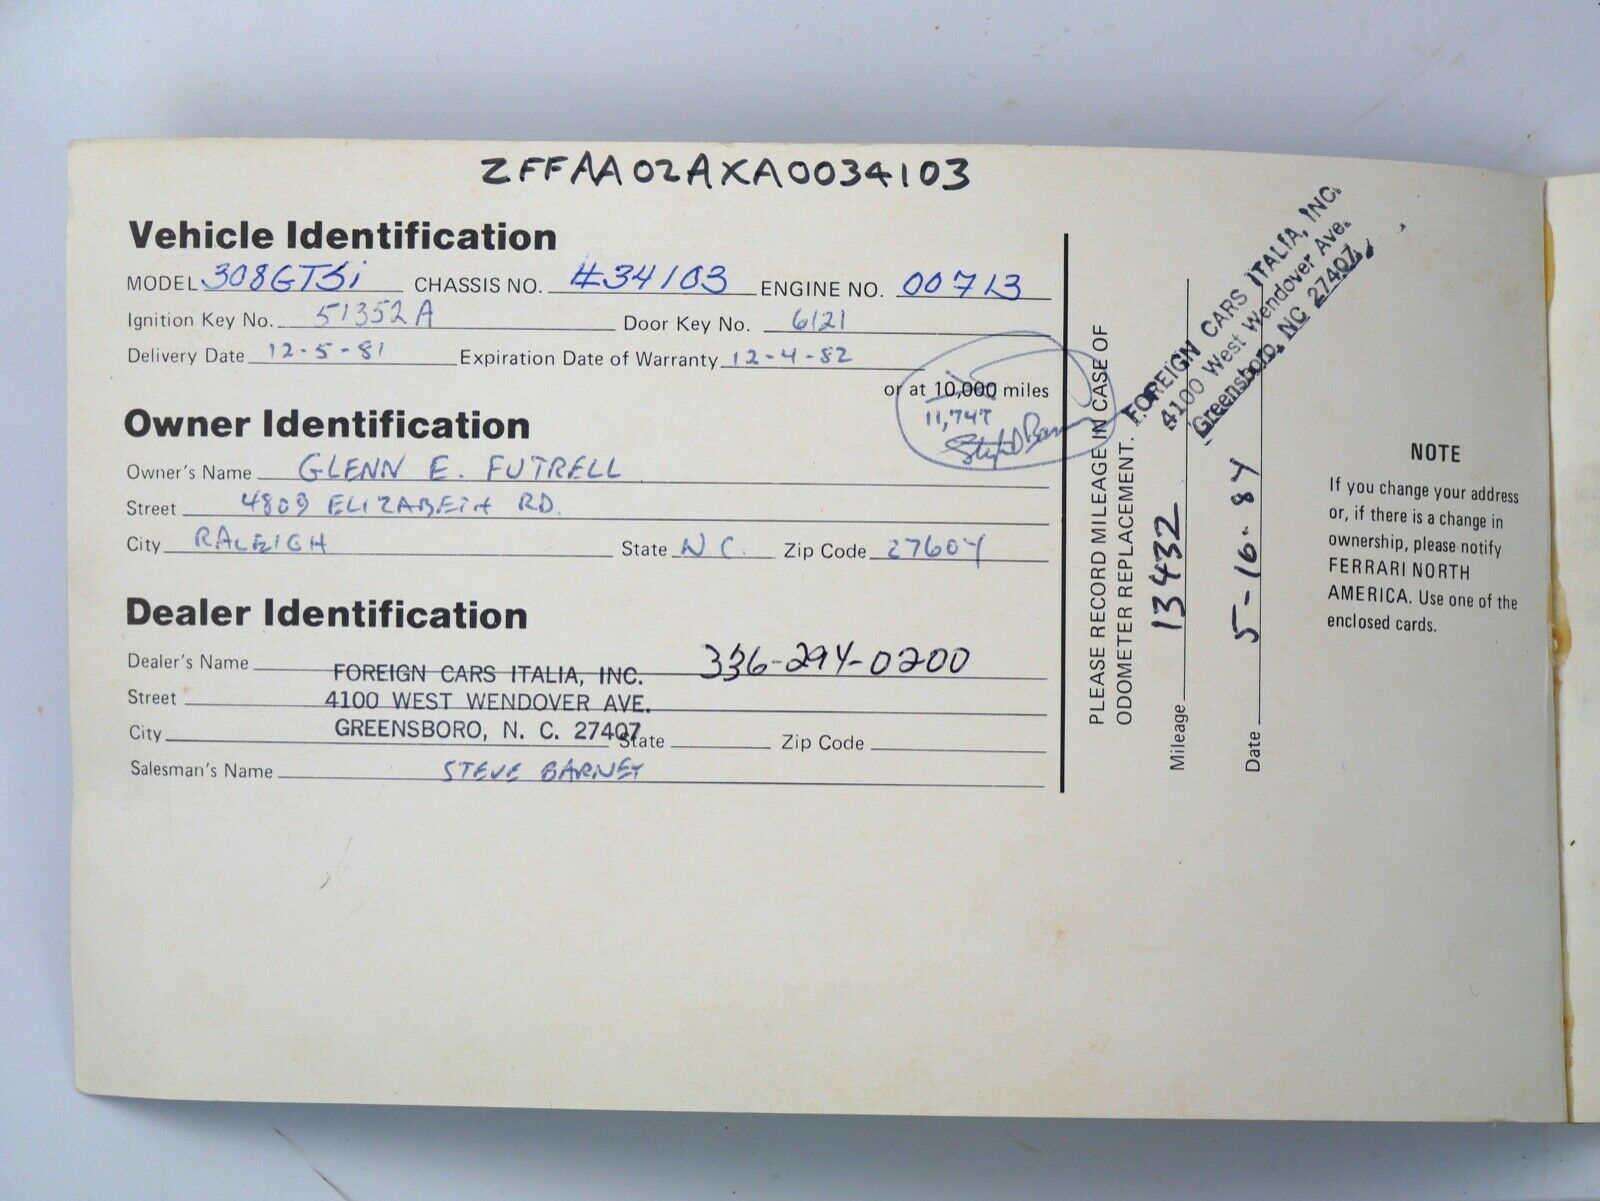 ZFFAA02AXA0034103
Vehicle Identification
MODEL 308GTSi CHASSIS NO. #34103 ENGINE NO. 00713
Ignition Key No. 51352A Door Key No. 6121
Delivery Date 12-5-81 Expiration Date of Warranty 12-4-82
or at 10,000 miles
11,747
Owner Identification
Owner's Name GLENN E. FUTRELL
Street 4809 ELIZABETH RD.
City RALEIGH State N C. Zip Code 27604
Dealer Identification
Dealer's Name FOREIGN CARS ITALIA, INC. 336-294-0200
Street 4100 WEST WENDOVER AVE.
City GREENSBORO, N. C. 27407 State Zip Code
Salesman's Name STEVE BARNEY
PLEASE RECORD MILEAGE IN CASE OF
ODOMETER REPLACEMENT.
Mileage 13432
Date 5-16-84
FOREIGN CARS ITALIA, INC.
4100 West Wendover Ave.
Greensboro, NC 27407
NOTE
If you change your address
or, if there is a change in
ownership, please notify
FERRARI NORTH
AMERICA. Use one of the
enclosed cards.